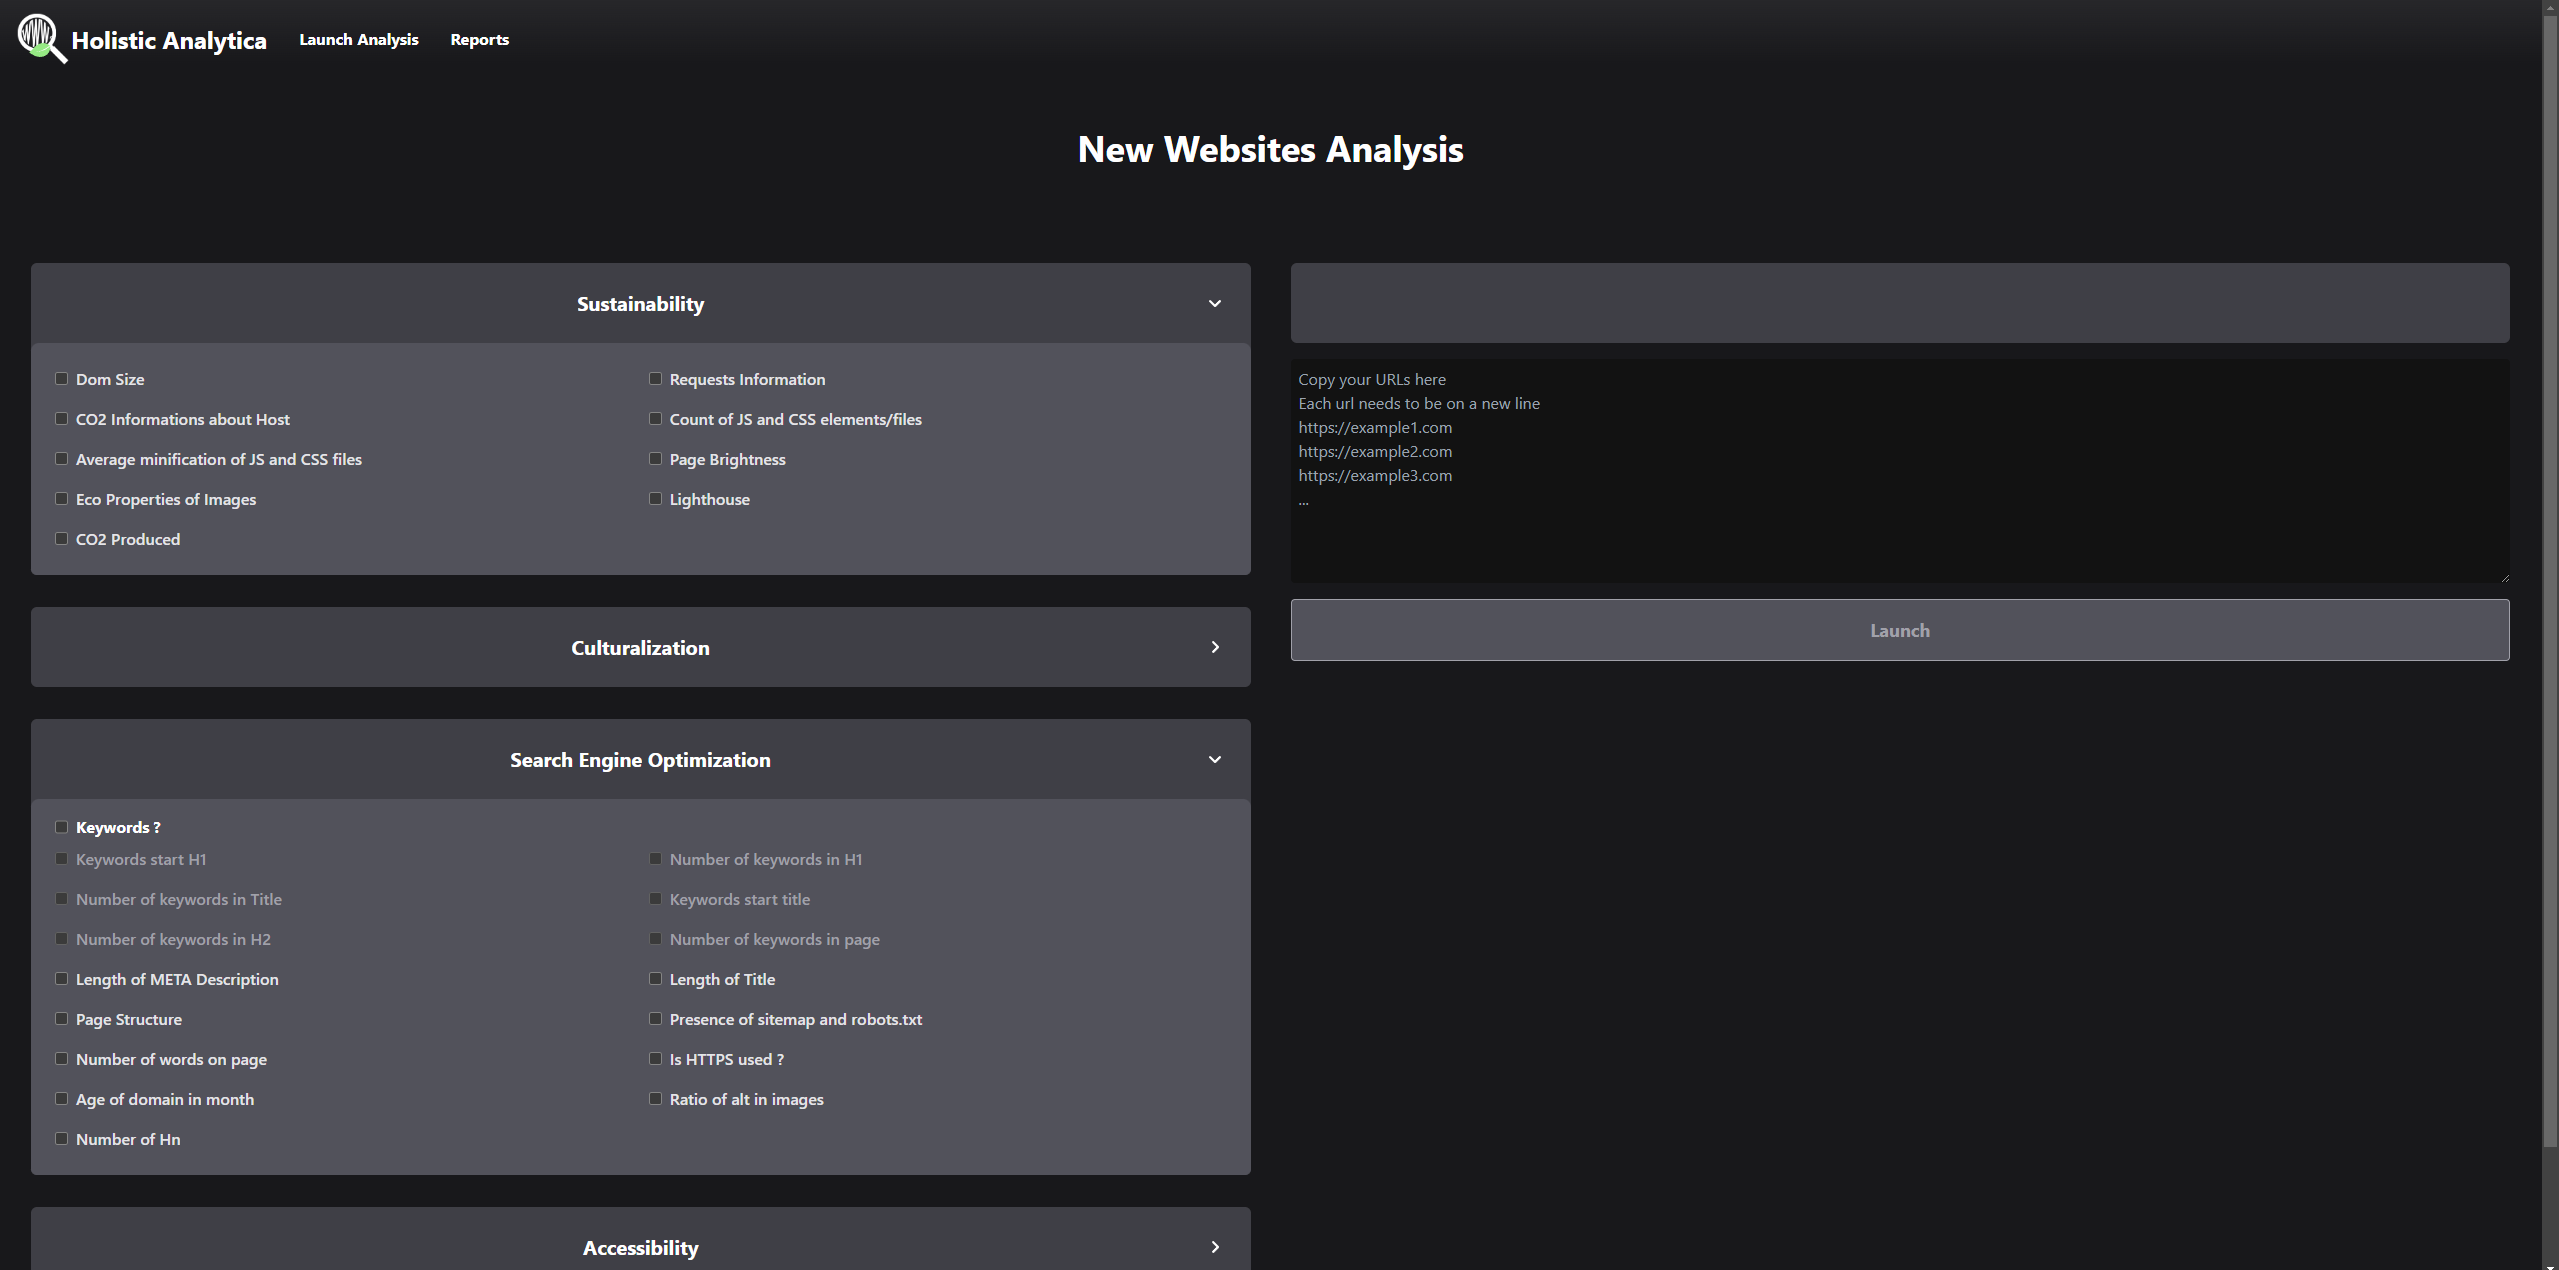 Holistic Analytica
Launch Analysis
Reports
New Websites Analysis
Sustainability
Dom Size
Requests Information
CO2 Informations about Host
Count of JS and CSS elements/files
Average minification of JS and CSS files
Page Brightness
Eco Properties of Images
Lighthouse
CO2 Produced
Culturalization
Search Engine Optimization
Keywords ?
Keywords start H1
Number of keywords in H1
Number of keywords in Title
Keywords start title
Number of keywords in H2
Number of keywords in page
Length of META Description
Length of Title
Page Structure
Presence of sitemap and robots.txt
Number of words on page
Is HTTPS used ?
Age of domain in month
Ratio of alt in images
Number of Hn
Accessibility
Copy your URLs here
Each url needs to be on a new line
https://example1.com
https://example2.com
https://example3.com
...
Launch